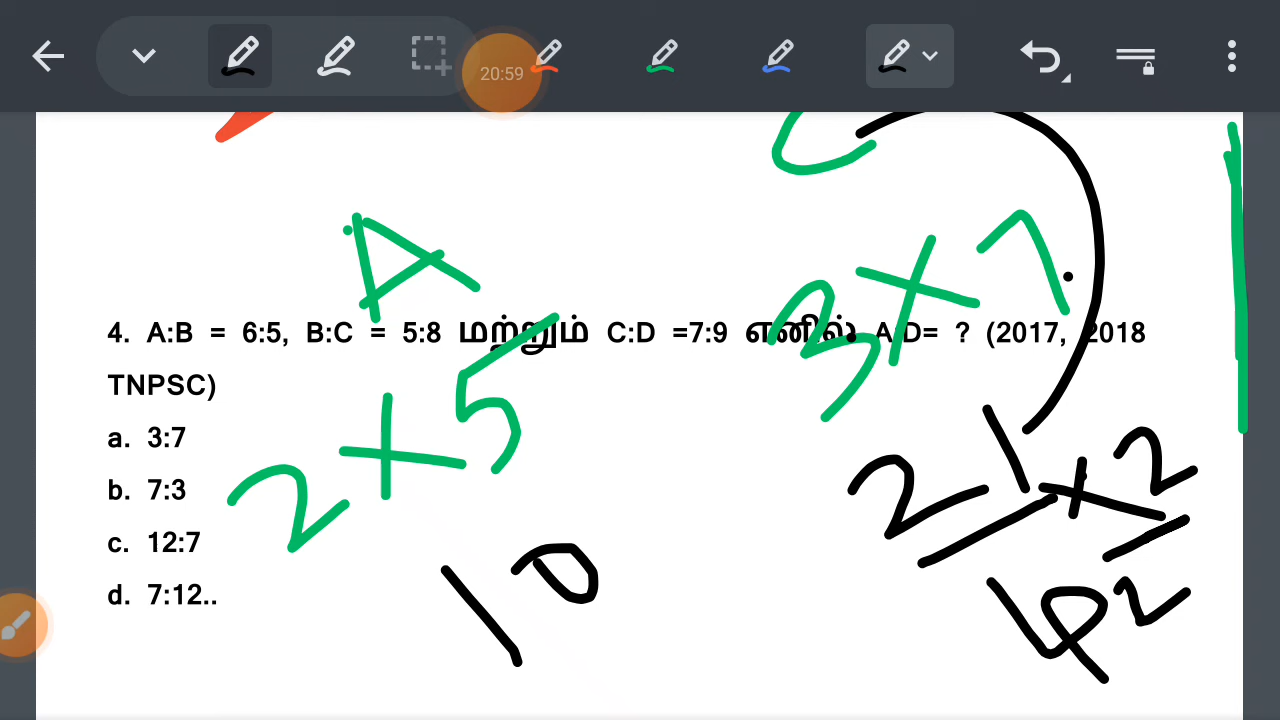 20:59
A
3 x 7
4. A:B = 6:5, B:C = 5:8 மற்றும் C:D =7:9 எனில் A:D= ? (2017, 2018
TNPSC)
a. 3:7
b. 7:3
c. 12:7
d. 7:12..
2 x 5
21 x 2
10
42